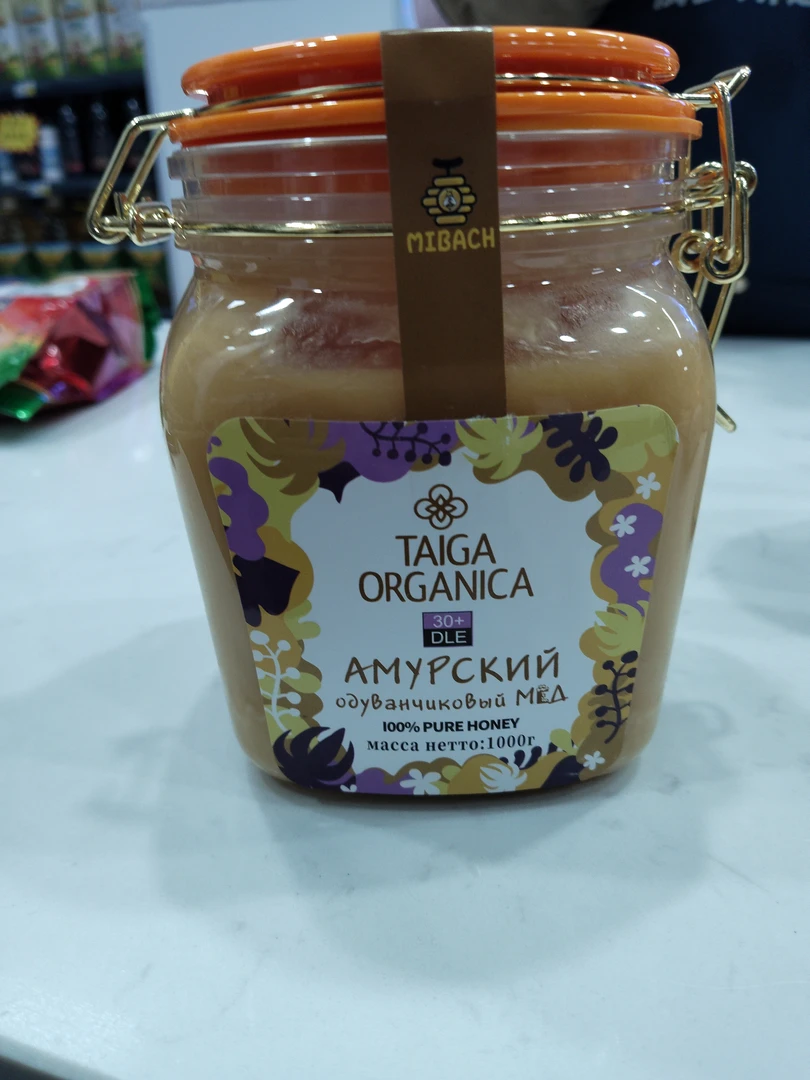 MIBACH
TAIGA
ORGANICA
30+
DLE
АМУРСКИЙ
одуванчиковый МЁД
100% PURE HONEY
масса нетто:1000г